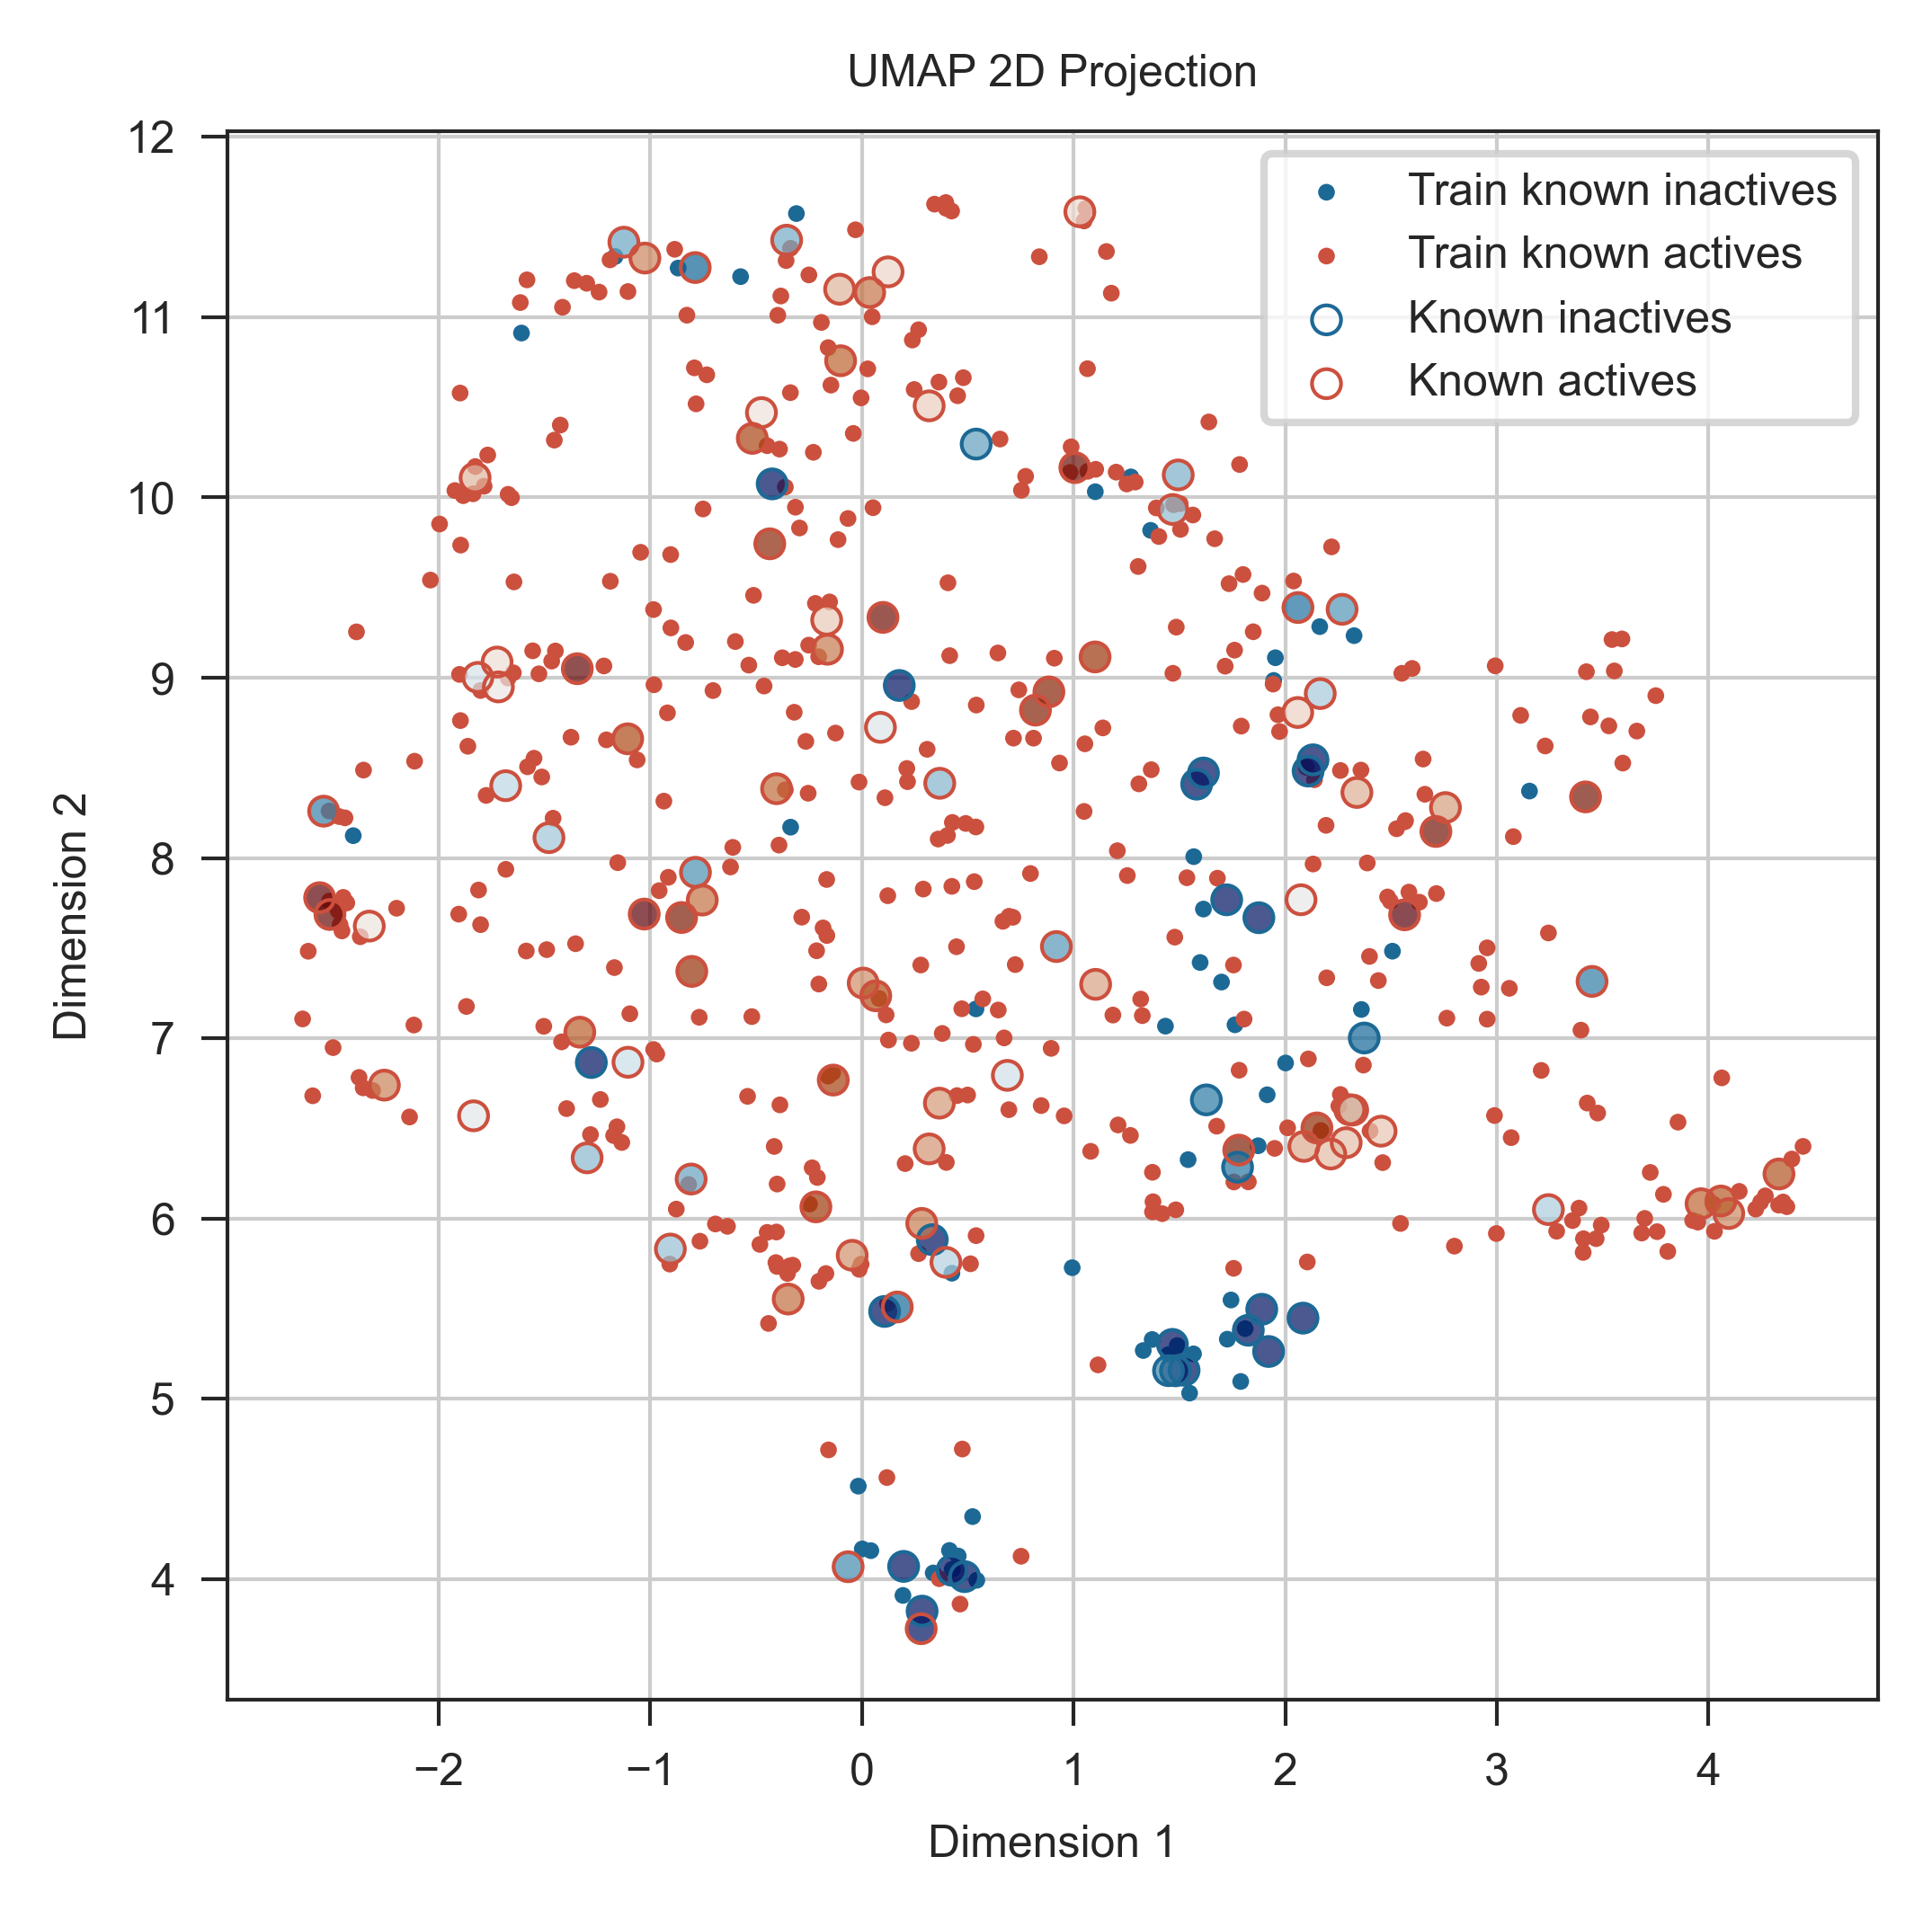 UMAP 2D Projection
12
11
10
9
8
7
6
5
4
Dimension 2
Train known inactives
Train known actives
Known inactives
Known actives
−2 −1 0 1 2 3 4
Dimension 1